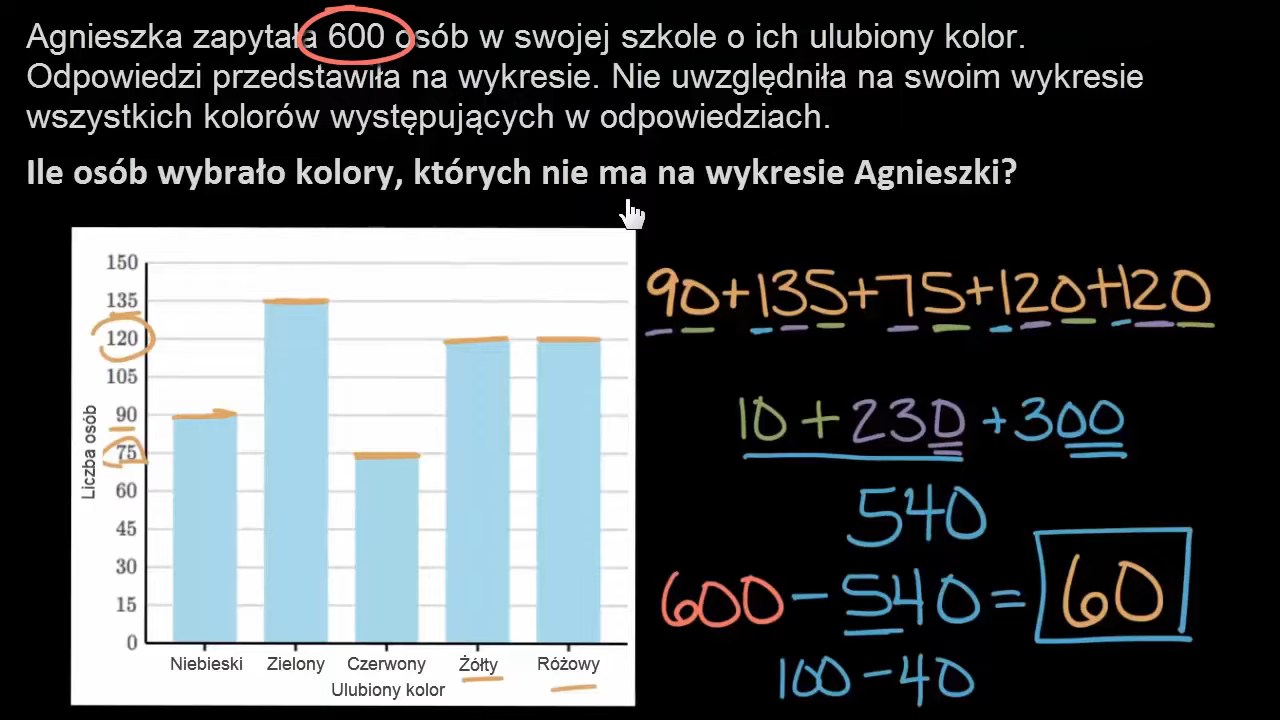 Agnieszka zapytała 600 osób w swojej szkole o ich ulubiony kolor.
Odpowiedzi przedstawiła na wykresie. Nie uwzględniła na swoim wykresie
wszystkich kolorów występujących w odpowiedziach.
Ile osób wybrało kolory, których nie ma na wykresie Agnieszki?
150
135
120
105
90
75
60
45
30
15
0
Liczba osób
Niebieski Zielony Czerwony Żółty Różowy
Ulubiony kolor
90+135+75+120+120
10 + 230 + 300
540
600 - 540 = 60
100 - 40